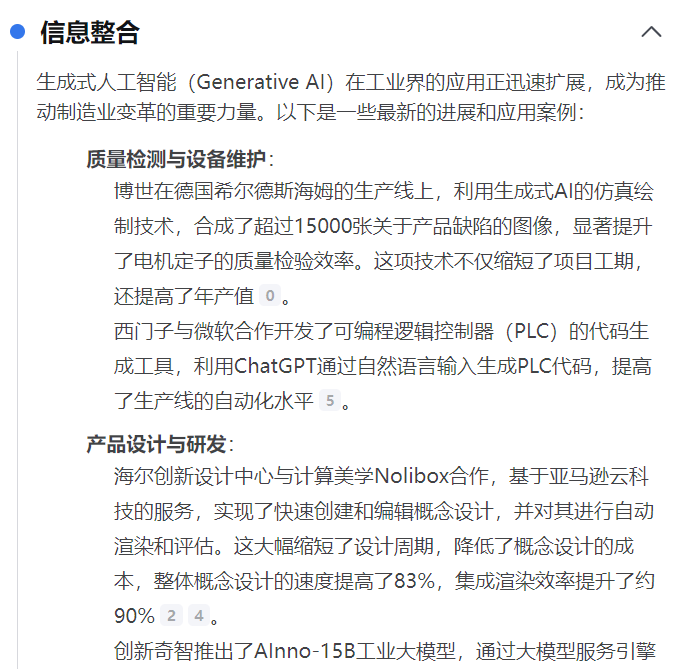 信息整合
生成式人工智能（Generative AI）在工业界的应用正迅速扩展，成为推
动制造业变革的重要力量。以下是一些最新的进展和应用案例：
质量检测与设备维护：
博世在德国希尔德斯海姆的生产线上，利用生成式AI的仿真绘
制技术，合成了超过15000张关于产品缺陷的图像，显著提升
了电机定子的质量检验效率。这项技术不仅缩短了项目工期，
还提高了年产值 0 。
西门子与微软合作开发了可编程逻辑控制器（PLC）的代码生
成工具，利用ChatGPT通过自然语言输入生成PLC代码，提高
了生产线的自动化水平 5 。
产品设计与研发：
海尔创新设计中心与计算美学Nolibox合作，基于亚马逊云科
技的服务，实现了快速创建和编辑概念设计，并对其进行自动
渲染和评估。这大幅缩短了设计周期，降低了概念设计的成
本，整体概念设计的速度提高了83%，集成渲染效率提升了约
90% 2 4 。
创新奇智推出了AInno-15B工业大模型，通过大模型服务引擎